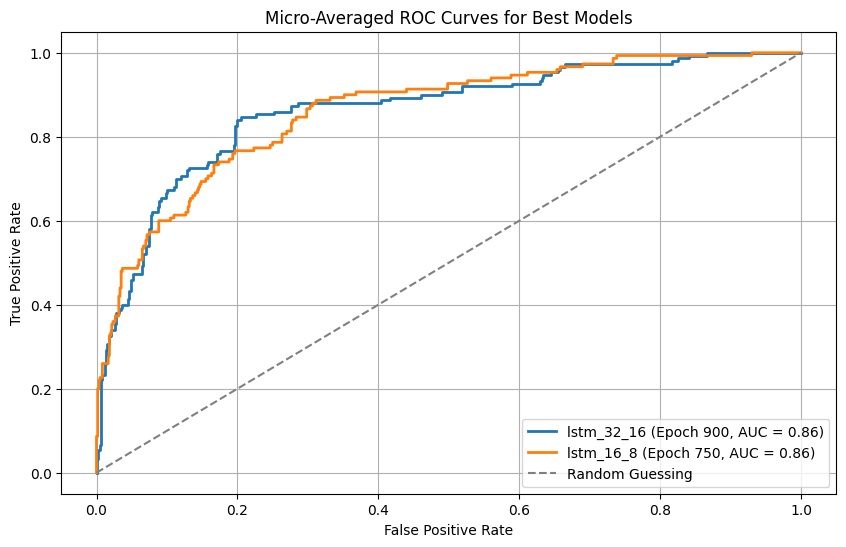 Micro-Averaged ROC Curves for Best Models
True Positive Rate
1.0
0.8
0.6
0.4
0.2
0.0
lstm_32_16 (Epoch 900, AUC = 0.86)
lstm_16_8 (Epoch 750, AUC = 0.86)
Random Guessing
0.0 0.2 0.4 0.6 0.8 1.0
False Positive Rate